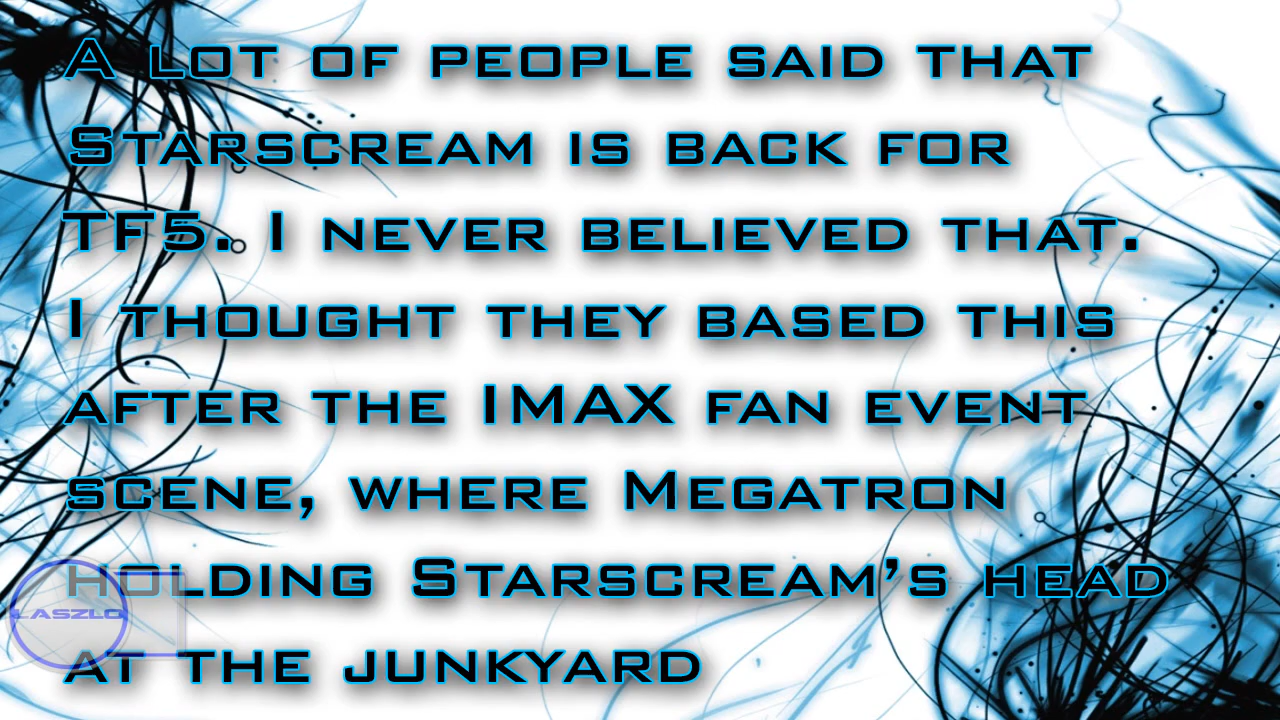 A lot of people said that
Starscream is back for
TF5. I never believed that.
I thought they based this
after the IMAX fan event
scene, where Megatron
holding Starscream's head
at the junkyard
LASZLO